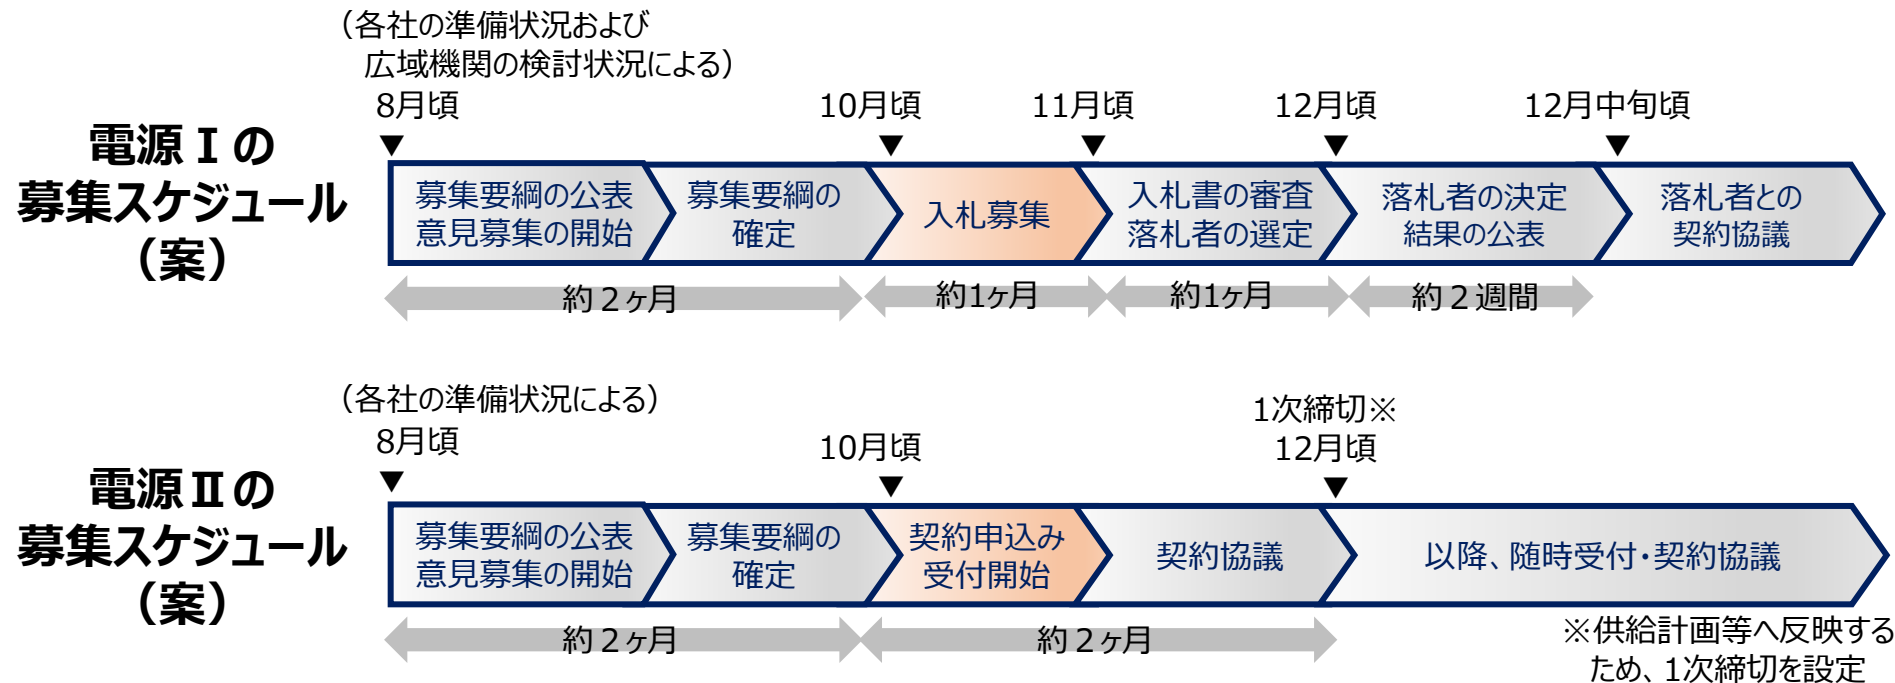 （各社の準備状況および
広域機関の検討状況による）
8月頃
10月頃
11月頃
12月頃
12月中旬頃
電源Ⅰの
募集スケジュール
（案）
募集要綱の公表
意見募集の開始
募集要綱の
確定
入札募集
入札書の審査
落札者の選定
落札者の決定
結果の公表
落札者との
契約協議
約２ヶ月
約1ヶ月
約1ヶ月
約２週間
（各社の準備状況による）
8月頃
10月頃
1次締切※
12月頃
電源Ⅱの
募集スケジュール
（案）
募集要綱の公表
意見募集の開始
募集要綱の
確定
契約申込み
受付開始
契約協議
以降、随時受付・契約協議
約２ヶ月
約２ヶ月
※供給計画等へ反映する
ため、1次締切を設定